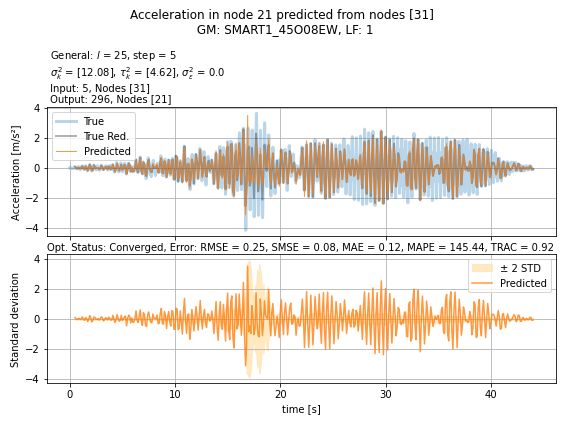 Acceleration in node 21 predicted from nodes [31]
GM: SMART1_45O08EW, LF: 1
General: l = 25, step = 5
σ²ₖ = [12.08], τ²ₖ = [4.62], σ²ε = 0.0
Input: 5, Nodes [31]
Output: 296, Nodes [21]
Acceleration [m/s²]
4
2
0
−2
−4
True
True Red.
Predicted
Opt. Status: Converged, Error: RMSE = 0.25, SMSE = 0.08, MAE = 0.12, MAPE = 145.44, TRAC = 0.92
Standard deviation
4
2
0
−2
−4
± 2 STD
Predicted
0 10 20 30 40
time [s]